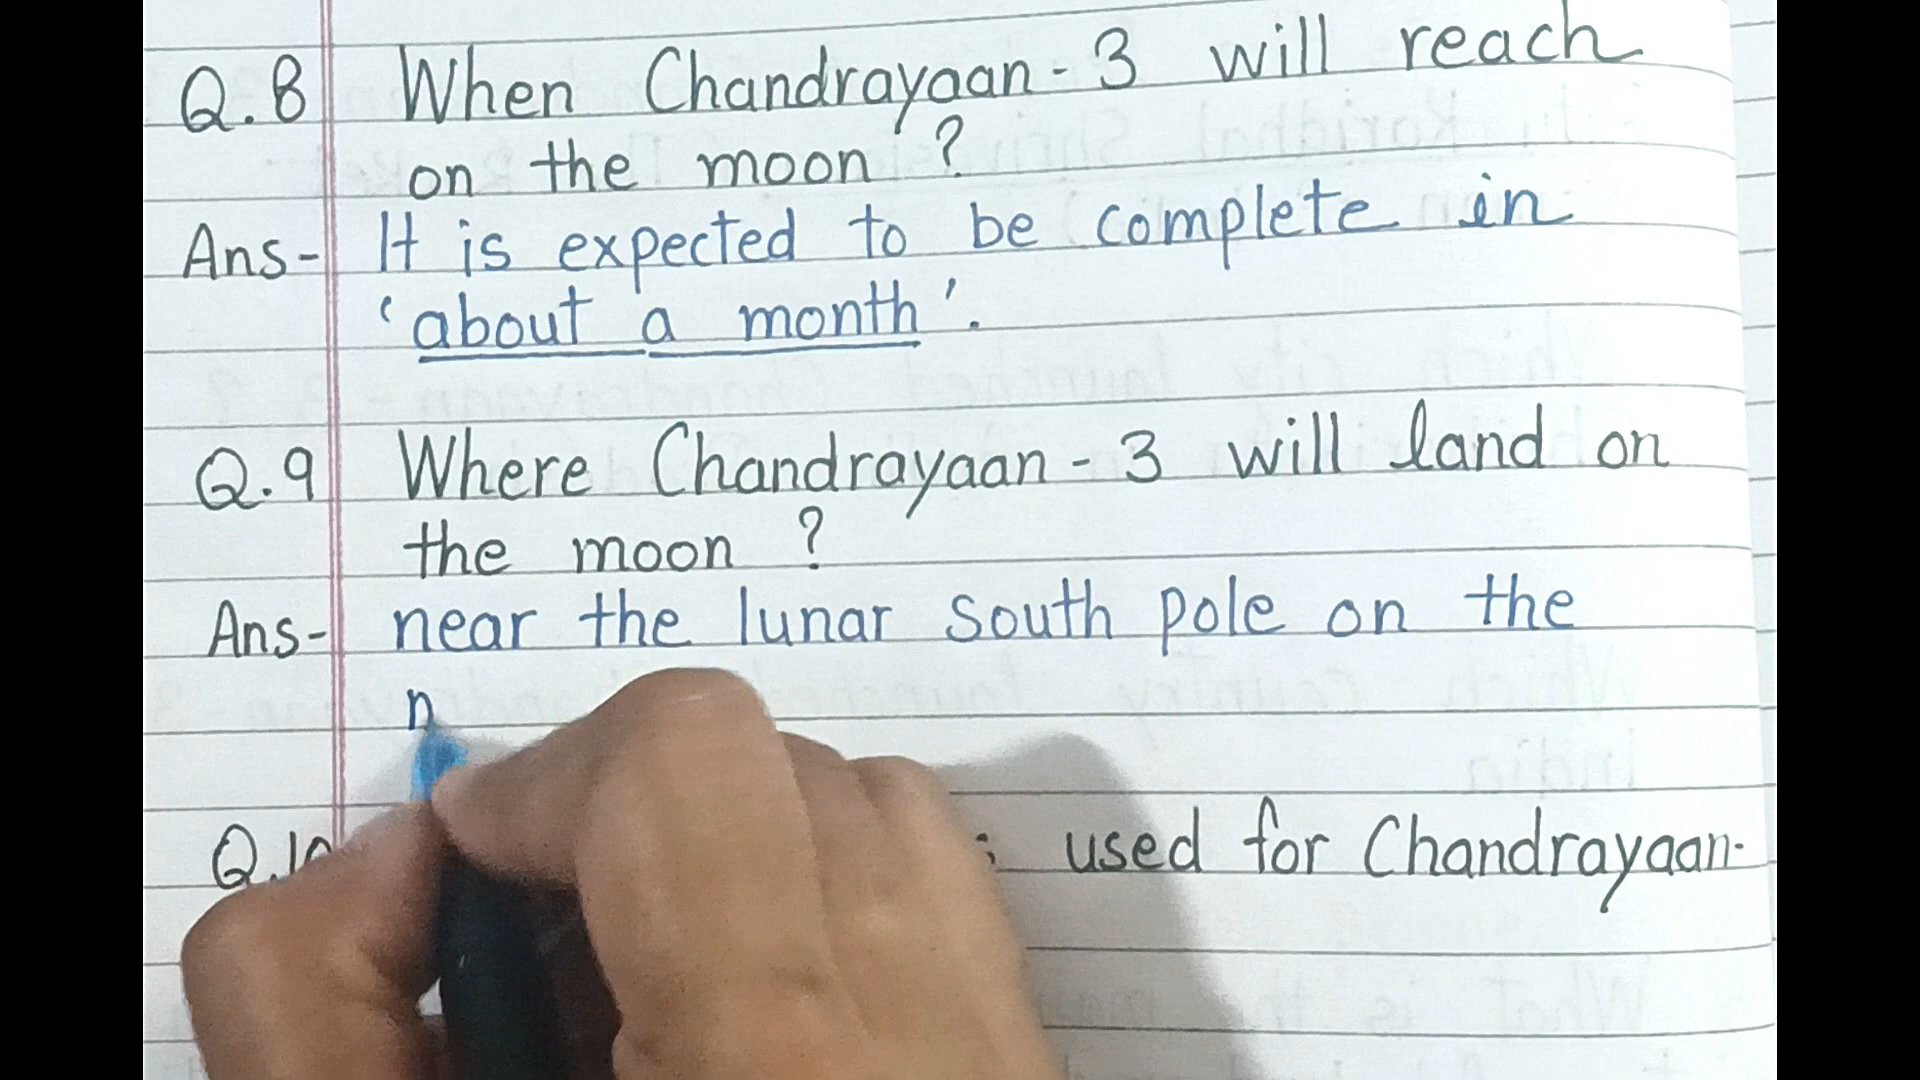 Q.8 When Chandrayaan-3 will reach
on the moon ?
Ans- It is expected to be complete in
'about a month'.
Q.9 Where Chandrayaan-3 will land on
the moon ?
Ans- near the lunar south pole on the
Q.10 used for Chandrayaan-